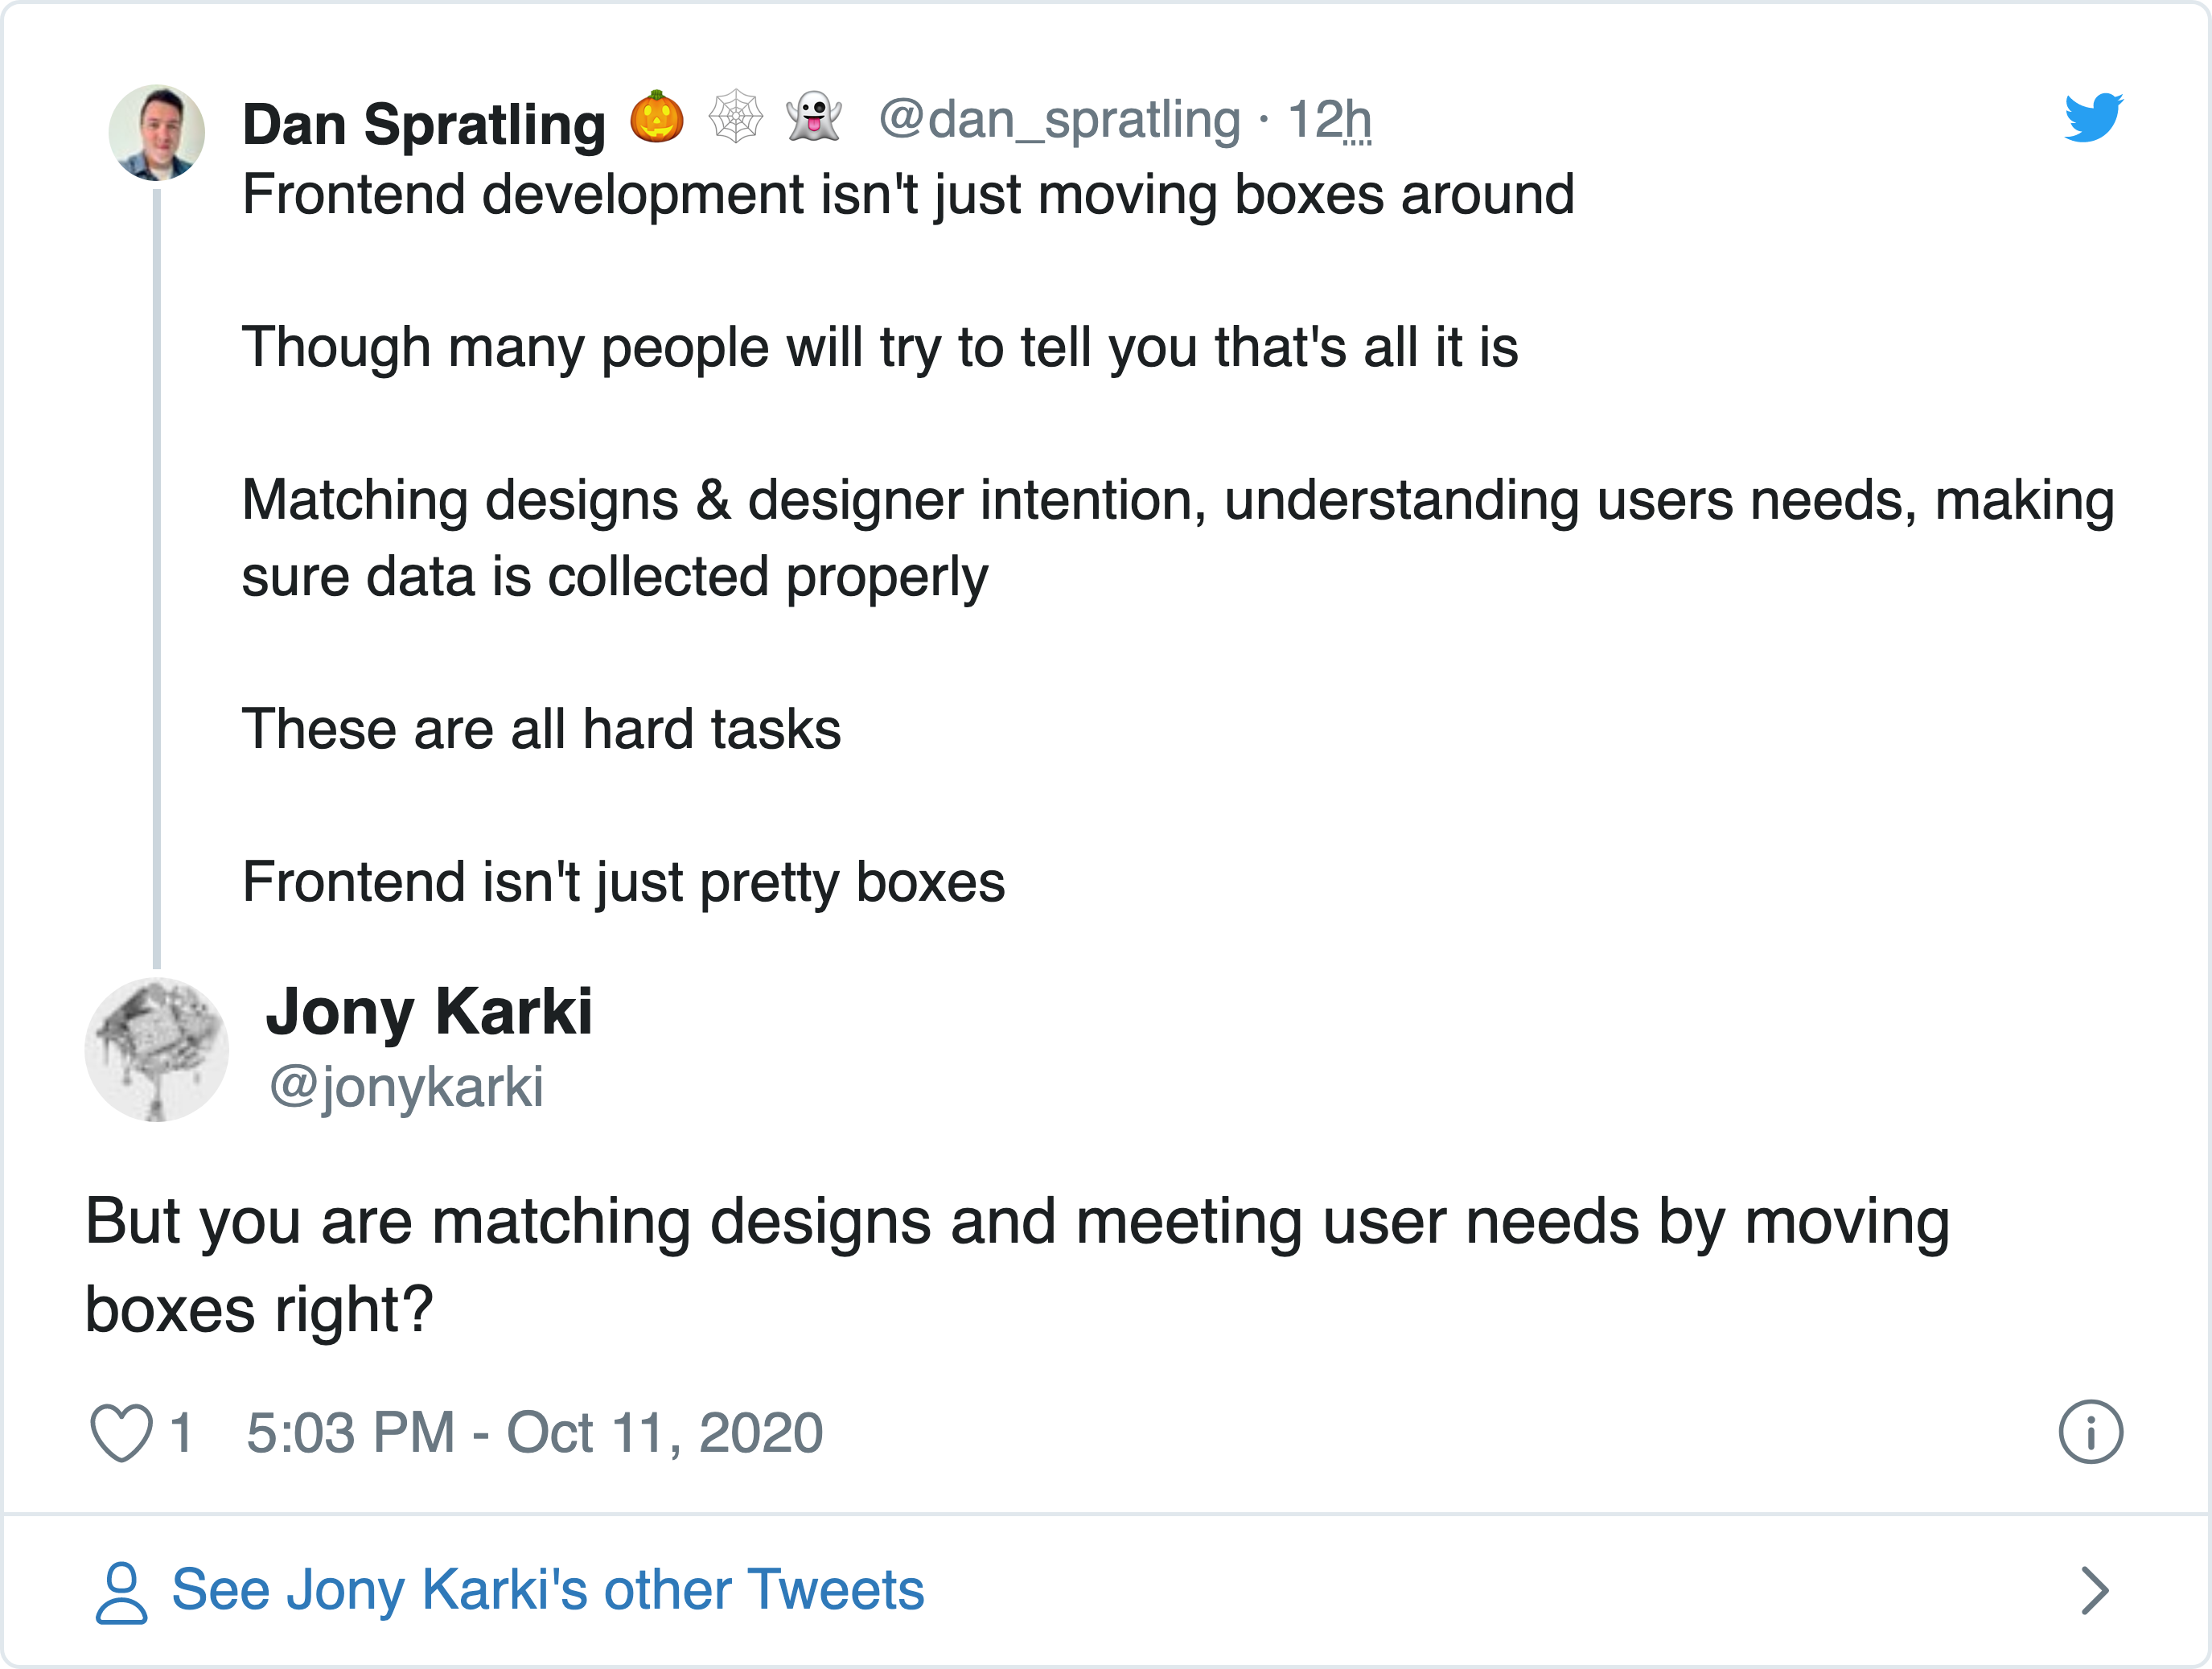 Dan Spratling 🎃 🕸 👻 @dan_spratling · 12h
Frontend development isn't just moving boxes around
Though many people will try to tell you that's all it is
Matching designs & designer intention, understanding users needs, making
sure data is collected properly
These are all hard tasks
Frontend isn't just pretty boxes
Jony Karki
@jonykarki
But you are matching designs and meeting user needs by moving
boxes right?
1 5:03 PM - Oct 11, 2020
See Jony Karki's other Tweets